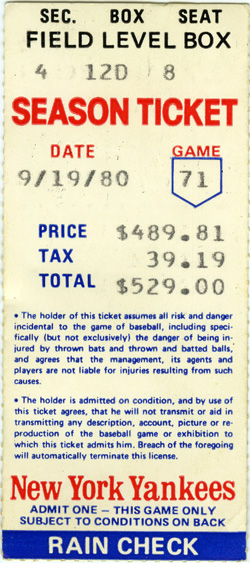 SEC. BOX SEAT
FIELD LEVEL BOX
4 12D 8
SEASON TICKET
DATE GAME
9/19/80 71
PRICE $489.81
TAX 39.19
TOTAL $529.00
• The holder of this ticket assumes all risk and danger
incidental to the game of baseball, including speci-
fically (but not exclusively) the danger of being in-
jured by thrown bats and thrown and batted balls,
and agrees that the management, its agents and
players are not liable for injuries resulting from such
causes.
• The holder is admitted on condition, and by use of
this ticket agrees, that he will not transmit or aid in
transmitting any description, account, picture or re-
production of the baseball game or exhibition to
which this ticket admits him. Breach of the foregoing
will automatically terminate this license.
New York Yankees
ADMIT ONE – THIS GAME ONLY
SUBJECT TO CONDITIONS ON BACK
RAIN CHECK